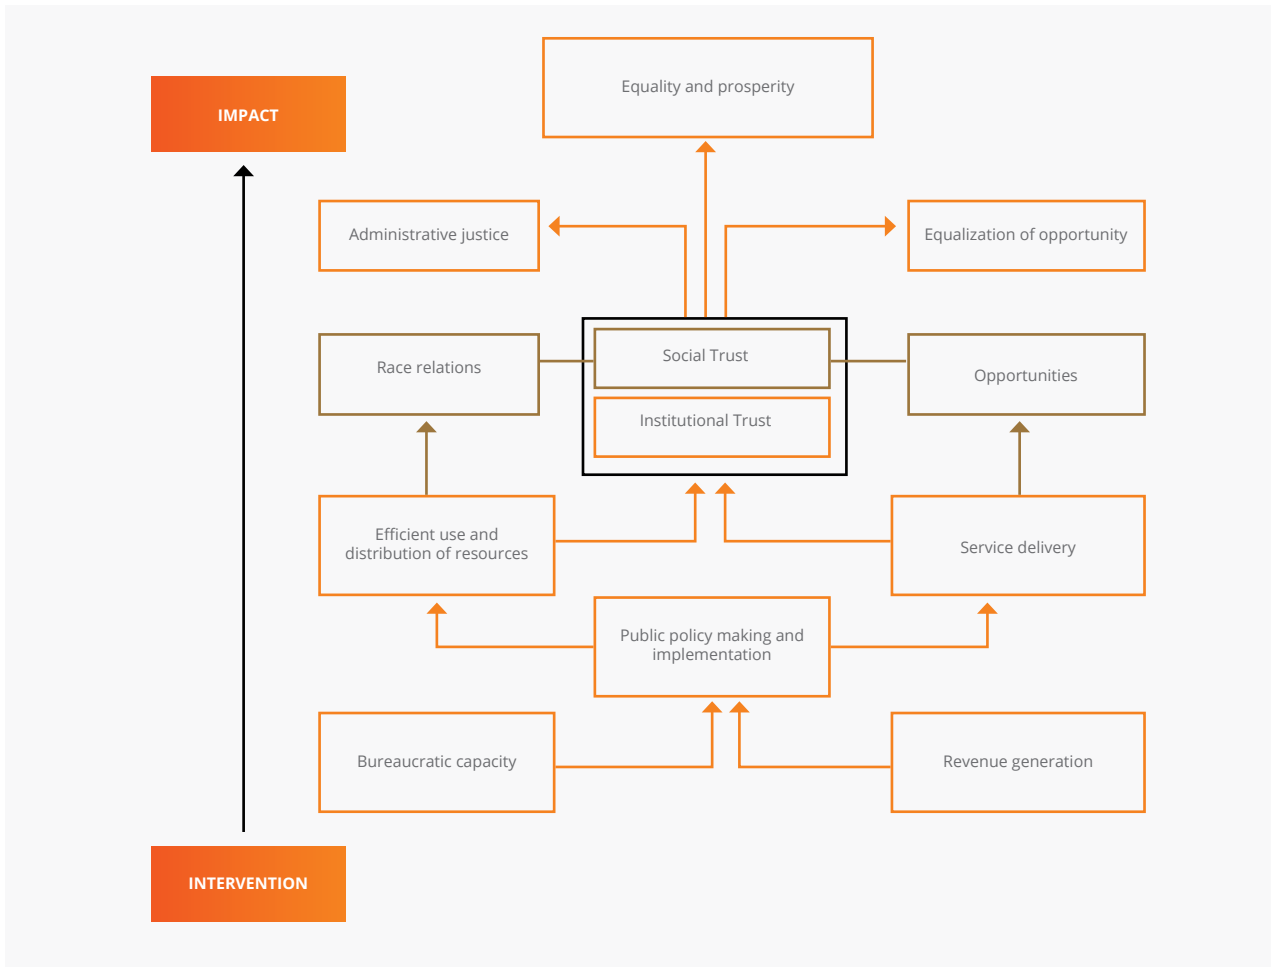 Equality and prosperity
IMPACT
Administrative justice
Equalization of opportunity
Race relations
Social Trust
Opportunities
Institutional Trust
Efficient use and
distribution of resources
Service delivery
Public policy making and
implementation
Bureaucratic capacity
Revenue generation
INTERVENTION